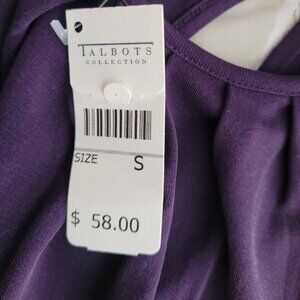 TALBOTS
COLLECTION
SIZE S
$ 58.00